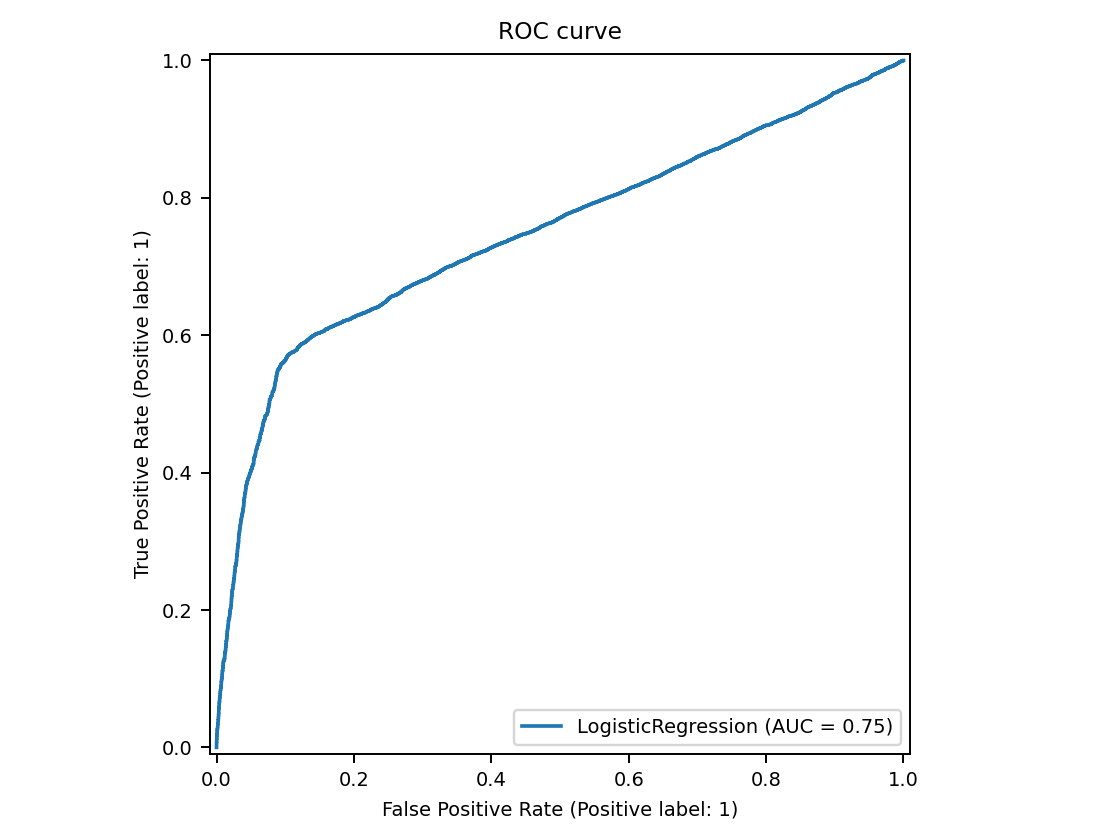 ROC curve
1.0
0.8
0.6
0.4
0.2
0.0
True Positive Rate (Positive label: 1)
LogisticRegression (AUC = 0.75)
0.0 0.2 0.4 0.6 0.8 1.0
False Positive Rate (Positive label: 1)